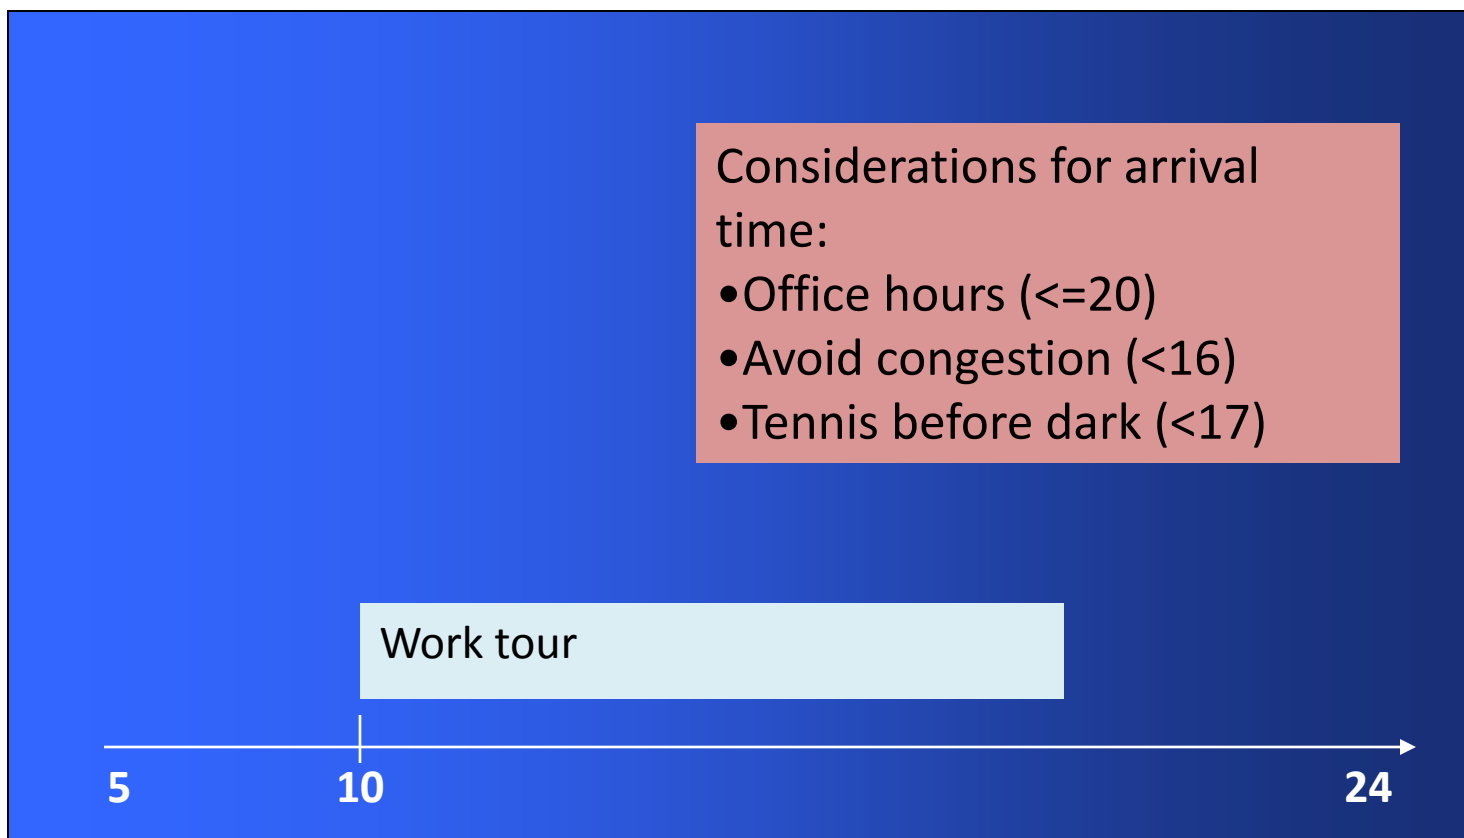 Considerations for arrival
time:
•Office hours (<=20)
•Avoid congestion (<16)
•Tennis before dark (<17)
Work tour
5 10 24